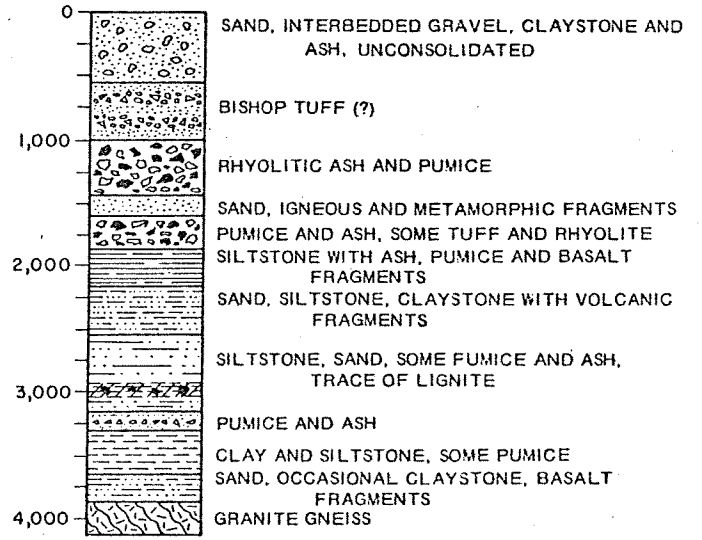 0
SAND, INTERBEDDED GRAVEL, CLAYSTONE AND
ASH, UNCONSOLIDATED
BISHOP TUFF (?)
1,000
RHYOLITIC ASH AND PUMICE
SAND, IGNEOUS AND METAMORPHIC FRAGMENTS
PUMICE AND ASH, SOME TUFF AND RHYOLITE
2,000
SILTSTONE WITH ASH, PUMICE AND BASALT
FRAGMENTS
SAND, SILTSTONE, CLAYSTONE WITH VOLCANIC
FRAGMENTS
SILTSTONE, SAND, SOME FUMICE AND ASH,
TRACE OF LIGNITE
3,000
PUMICE AND ASH
CLAY AND SILTSTONE, SOME PUMICE
SAND, OCCASIONAL CLAYSTONE, BASALT
FRAGMENTS
4,000
GRANITE GNEISS